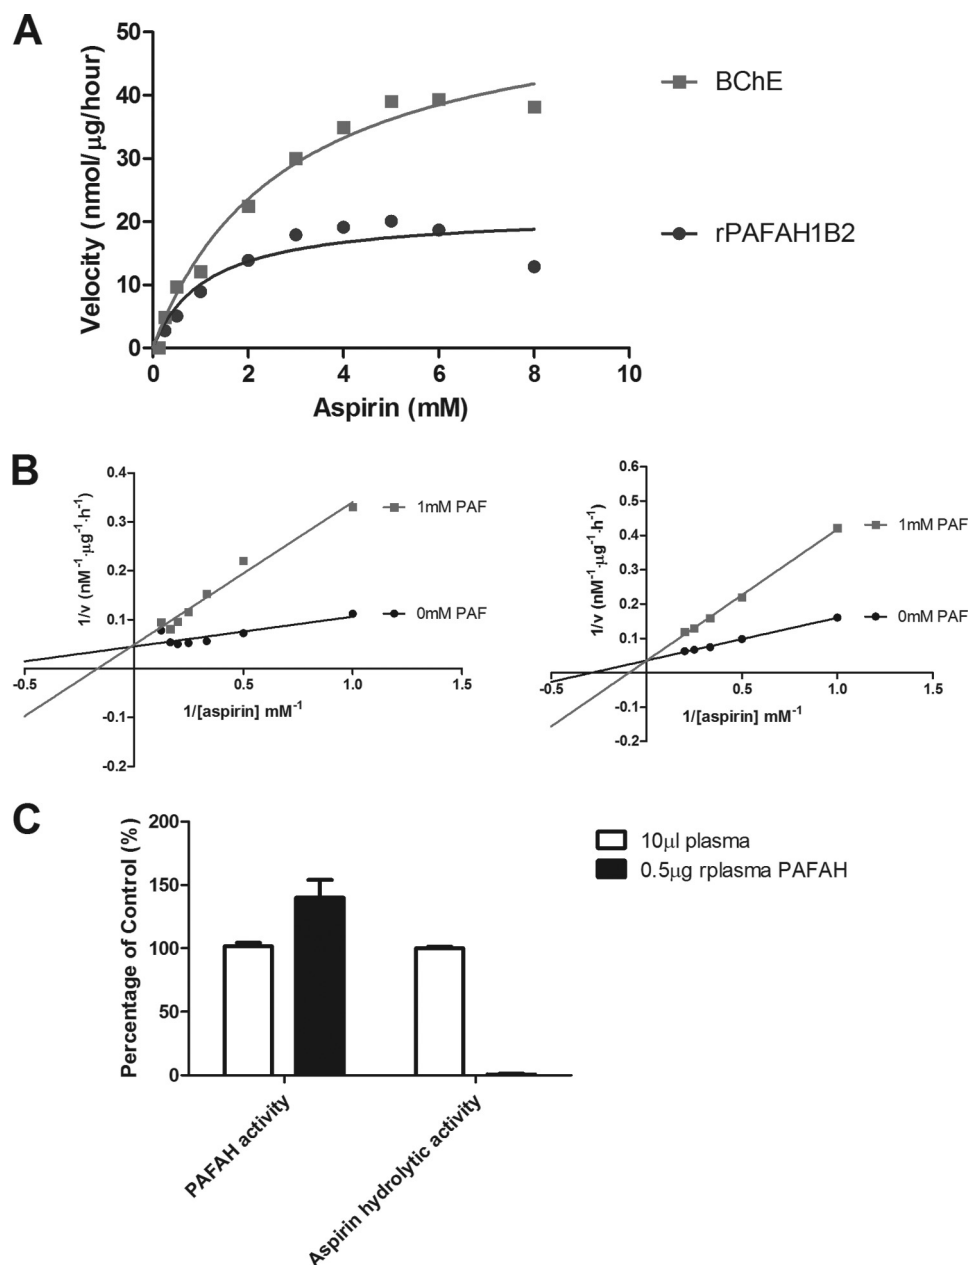 A
Velocity (nmol/μg/hour)
50
40
30
20
10
0
0 2 4 6 8 10
Aspirin (mM)
BChE
rPAFAH1B2
B
1/v (nM⁻¹·μg⁻¹·h⁻¹)
0.4
0.3
0.2
0.1
-0.1
-0.2
-0.5 0.5 1.0 1.5
1/[aspirin] mM⁻¹
1mM PAF
0mM PAF
1/v (nM⁻¹·μg⁻¹·h⁻¹)
0.6
0.5
0.4
0.3
0.2
0.1
-0.1
-0.2
-0.5 0.5 1.0 1.5
1/[aspirin] mM⁻¹
1mM PAF
0mM PAF
C
Percentage of Control (%)
200
150
100
50
0
PAFAH activity
Aspirin hydrolytic activity
10μl plasma
0.5μg rplasma PAFAH